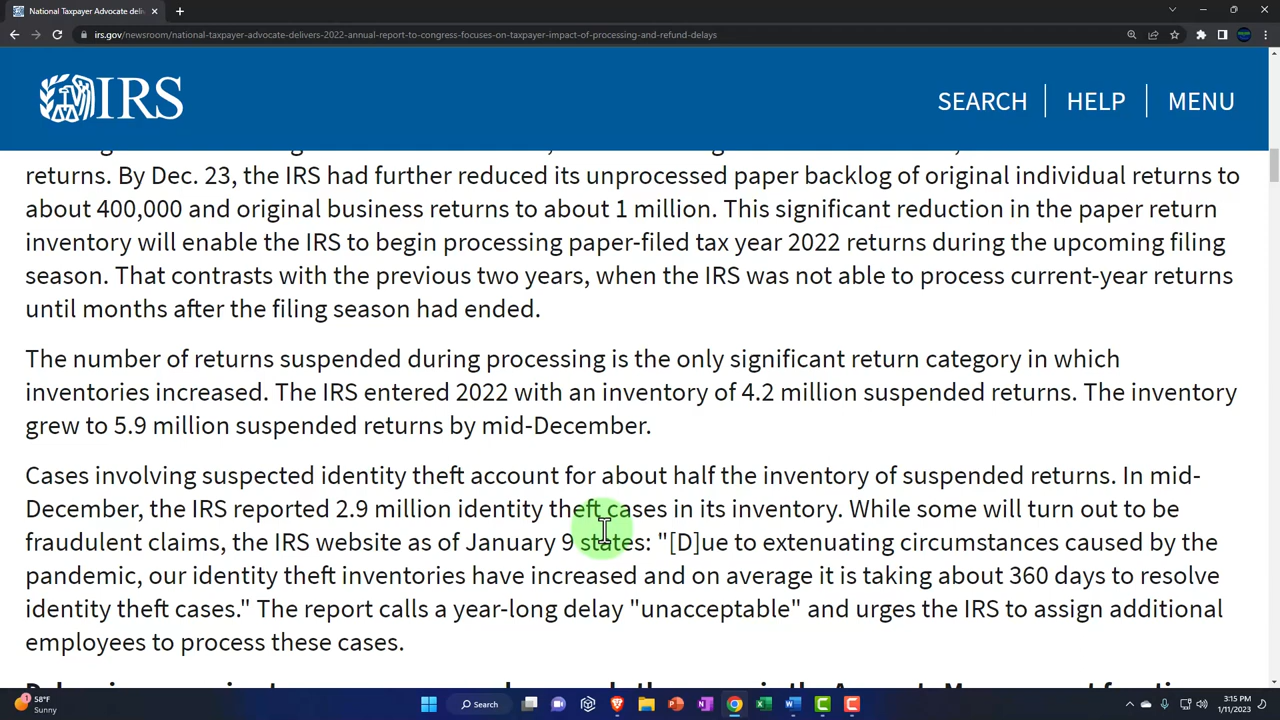 National Taxpayer Advocate deli
irs.gov/newsroom/national-taxpayer-advocate-delivers-2022-annual-report-to-congress-focuses-on-taxpayer-impact-of-processing-and-refund-delays
IRS
SEARCH
HELP
MENU
returns. By Dec. 23, the IRS had further reduced its unprocessed paper backlog of original individual returns to
about 400,000 and original business returns to about 1 million. This significant reduction in the paper return
inventory will enable the IRS to begin processing paper-filed tax year 2022 returns during the upcoming filing
season. That contrasts with the previous two years, when the IRS was not able to process current-year returns
until months after the filing season had ended.
The number of returns suspended during processing is the only significant return category in which
inventories increased. The IRS entered 2022 with an inventory of 4.2 million suspended returns. The inventory
grew to 5.9 million suspended returns by mid-December.
Cases involving suspected identity theft account for about half the inventory of suspended returns. In mid-
December, the IRS reported 2.9 million identity theft cases in its inventory. While some will turn out to be
fraudulent claims, the IRS website as of January 9 states: "[D]ue to extenuating circumstances caused by the
pandemic, our identity theft inventories have increased and on average it is taking about 360 days to resolve
identity theft cases." The report calls a year-long delay "unacceptable" and urges the IRS to assign additional
employees to process these cases.
58°F
Sunny
Search
3:15 PM
1/11/2023